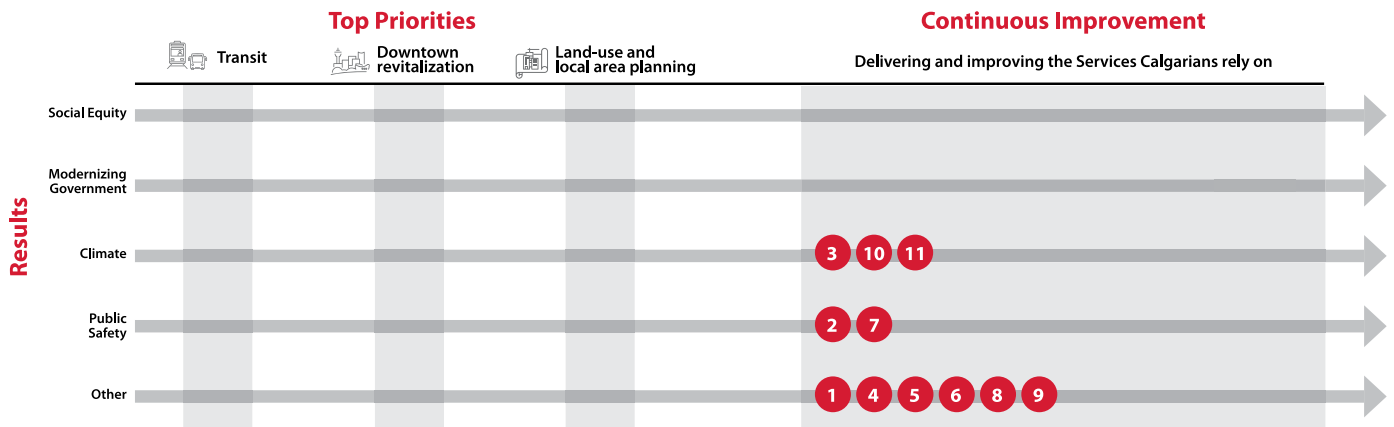 Top Priorities
Continuous Improvement
Transit
Downtown
revitalization
Land-use and
local area planning
Delivering and improving the Services Calgarians rely on
Results
Social Equity
Modernizing
Government
Climate
3 10 11
Public
Safety
2 7
Other
1 4 5 6 8 9